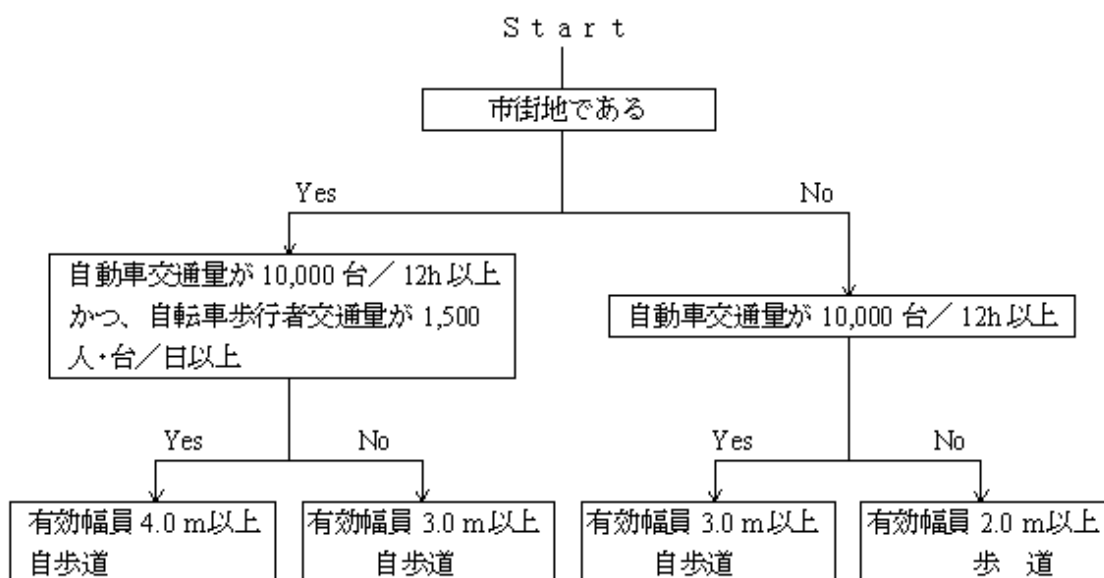 Start
市街地である
Yes
No
自動車交通量が 10,000 台／ 12h 以上
かつ、自転車歩行者交通量が 1,500
人・台／日以上
自動車交通量が 10,000 台／ 12h 以上
Yes
No
Yes
No
有効幅員 4.0 m以上
自歩道
有効幅員 3.0 m以上
自歩道
有効幅員 3.0 m以上
自歩道
有効幅員 2.0 m以上
歩　道